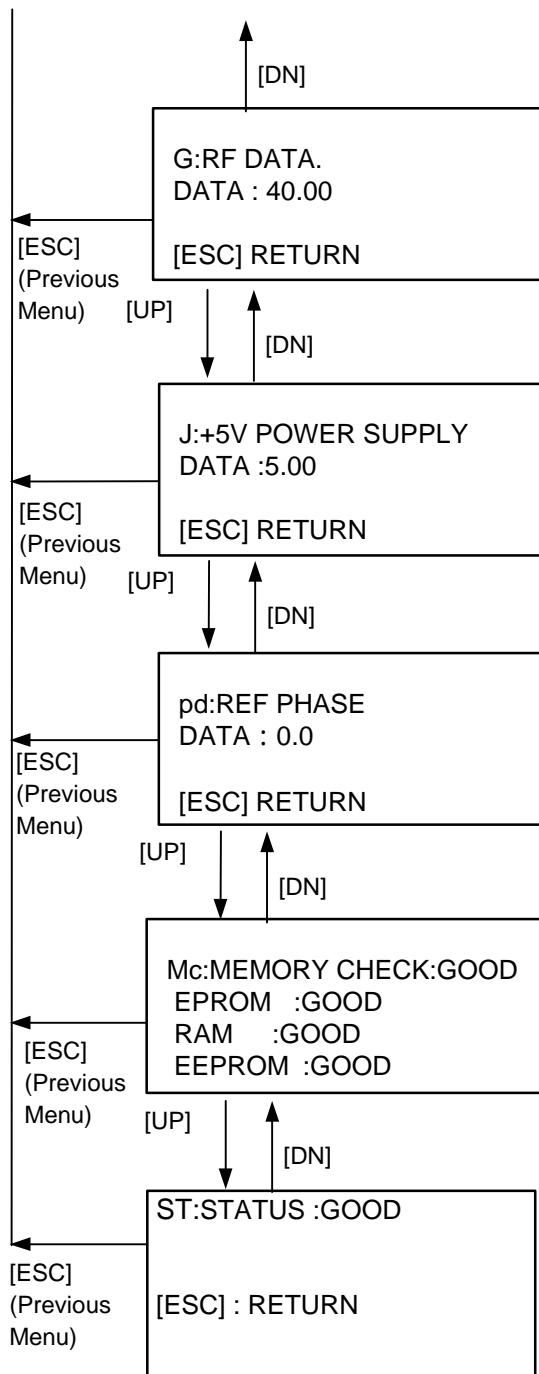 [DN]
G:RF DATA.
DATA : 40.00
[ESC] RETURN
[ESC]
(Previous
Menu)
[UP]
[DN]
J:+5V POWER SUPPLY
DATA :5.00
[ESC] RETURN
[ESC]
(Previous
Menu)
[UP]
[DN]
pd:REF PHASE
DATA : 0.0
[ESC] RETURN
[ESC]
(Previous
Menu)
[UP]
[DN]
Mc:MEMORY CHECK:GOOD
EPROM :GOOD
RAM :GOOD
EEPROM :GOOD
[ESC]
(Previous
Menu)
[UP]
[DN]
ST:STATUS :GOOD
[ESC] : RETURN
[ESC]
(Previous
Menu)